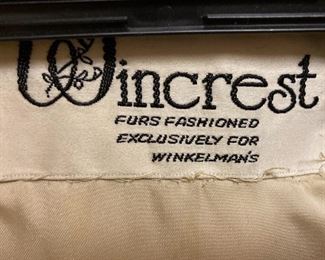 Wincrest
FURS FASHIONED
EXCLUSIVELY FOR
WINKELMAN'S